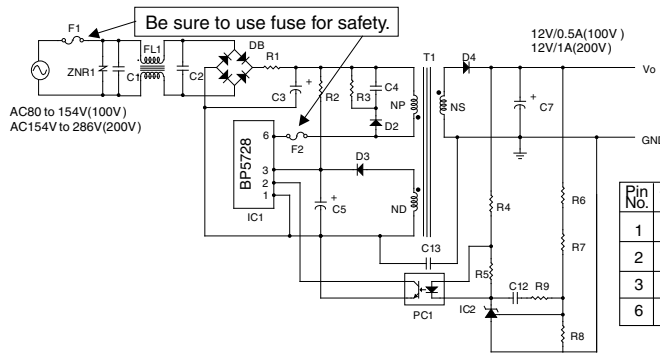 Be sure to use fuse for safety.
F1
FL1
DB
R1
T1
D4
12V/0.5A(100V)
12V/1A(200V)
Vo
ZNR1
C1
C2
C3
+
R2
R3
C4
NP
NS
+
C7
AC80 to 154V(100V)
AC154V to 286V(200V)
D2
GND
6
F2
BP5728
3
2
1
IC1
D3
+
C5
ND
R4
R6
R7
Pin No.
1
2
3
6
C13
R5
C12
R9
PC1
IC2
R8